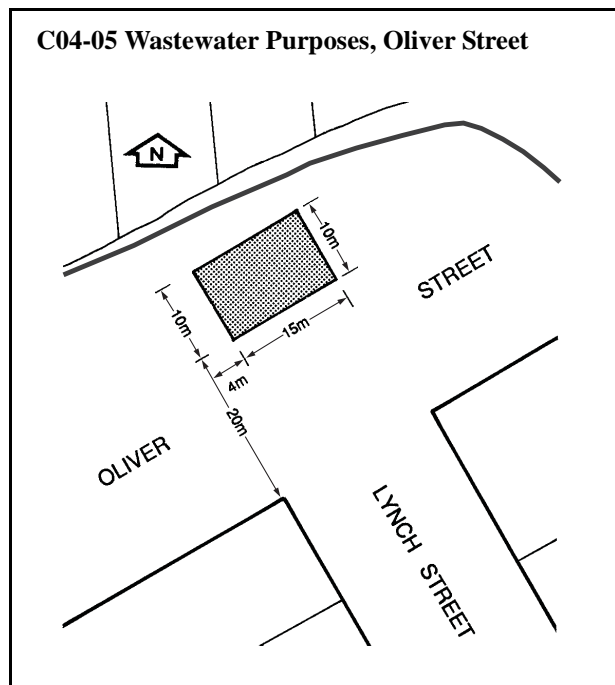 C04-05 Wastewater Purposes, Oliver Street
N
10m
STREET
10m
15m
4m
20m
OLIVER
LYNCH STREET